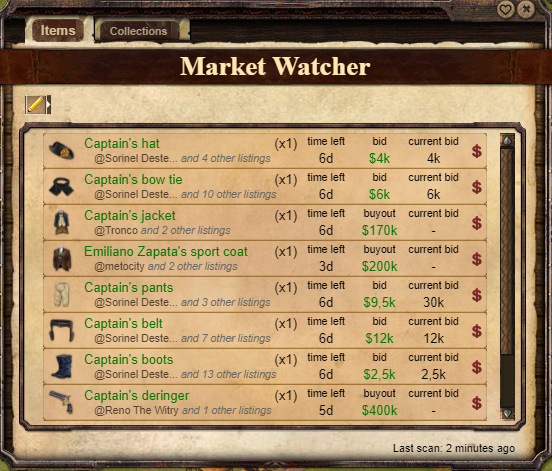 Items
Collections
Market Watcher
Captain's hat (x1) time left bid current bid
@Sorinel Deste... and 4 other listings 6d $4k 4k $
Captain's bow tie (x1) time left bid current bid
@Sorinel Deste... and 10 other listings 6d $6k 6k $
Captain's jacket (x1) time left buyout current bid
@Tronco and 2 other listings 6d $170k - $
Emiliano Zapata's sport coat (x1) time left buyout current bid
@metocity and 2 other listings 3d $200k - $
Captain's pants (x1) time left bid current bid
@Sorinel Deste... and 3 other listings 6d $9,5k 30k $
Captain's belt (x1) time left bid current bid
@Sorinel Deste... and 7 other listings 6d $12k 12k $
Captain's boots (x1) time left bid current bid
@Sorinel Deste... and 13 other listings 6d $2,5k 2,5k $
Captain's deringer (x1) time left buyout current bid
@Reno The Witry and 1 other listings 5d $400k - $
Last scan: 2 minutes ago